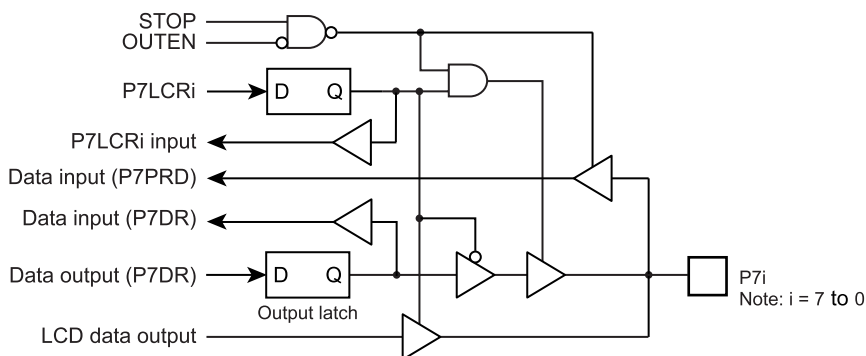 STOP
OUTEN
P7LCRi
D Q
P7LCRi input
Data input (P7PRD)
Data input (P7DR)
Data output (P7DR)
D Q
Output latch
P7i
Note: i = 7 to 0
LCD data output